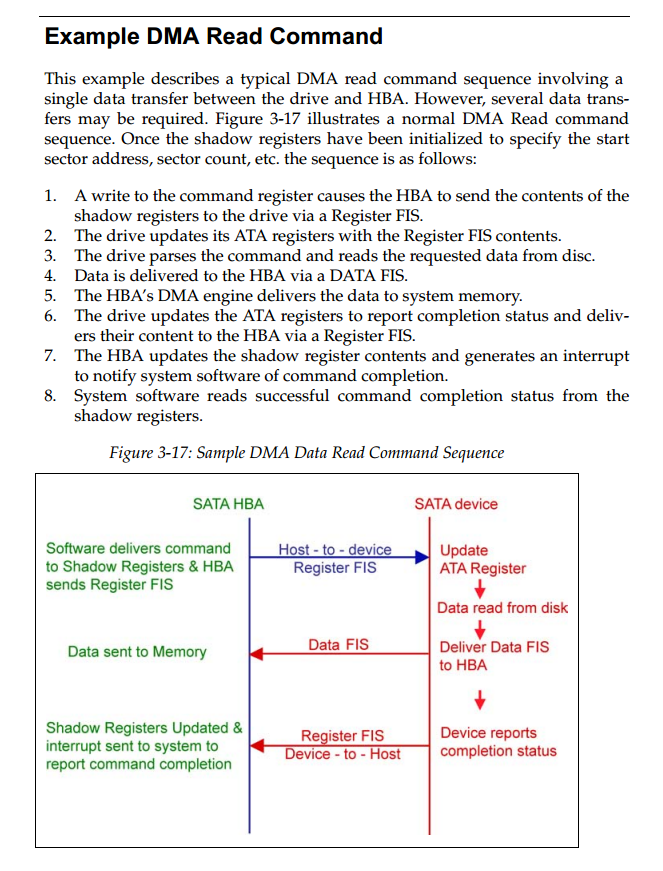 Example DMA Read Command
This example describes a typical DMA read command sequence involving a
single data transfer between the drive and HBA. However, several data trans-
fers may be required. Figure 3-17 illustrates a normal DMA Read command
sequence. Once the shadow registers have been initialized to specify the start
sector address, sector count, etc. the sequence is as follows:
1. A write to the command register causes the HBA to send the contents of the
shadow registers to the drive via a Register FIS.
2. The drive updates its ATA registers with the Register FIS contents.
3. The drive parses the command and reads the requested data from disc.
4. Data is delivered to the HBA via a DATA FIS.
5. The HBA's DMA engine delivers the data to system memory.
6. The drive updates the ATA registers to report completion status and deliv-
ers their content to the HBA via a Register FIS.
7. The HBA updates the shadow register contents and generates an interrupt
to notify system software of command completion.
8. System software reads successful command completion status from the
shadow registers.
Figure 3-17: Sample DMA Data Read Command Sequence
SATA HBA
SATA device
Software delivers command
to Shadow Registers & HBA
sends Register FIS
Host - to - device
Register FIS
Update
ATA Register
Data read from disk
Data sent to Memory
Data FIS
Deliver Data FIS
to HBA
Shadow Registers Updated &
interrupt sent to system to
report command completion
Register FIS
Device - to - Host
Device reports
completion status